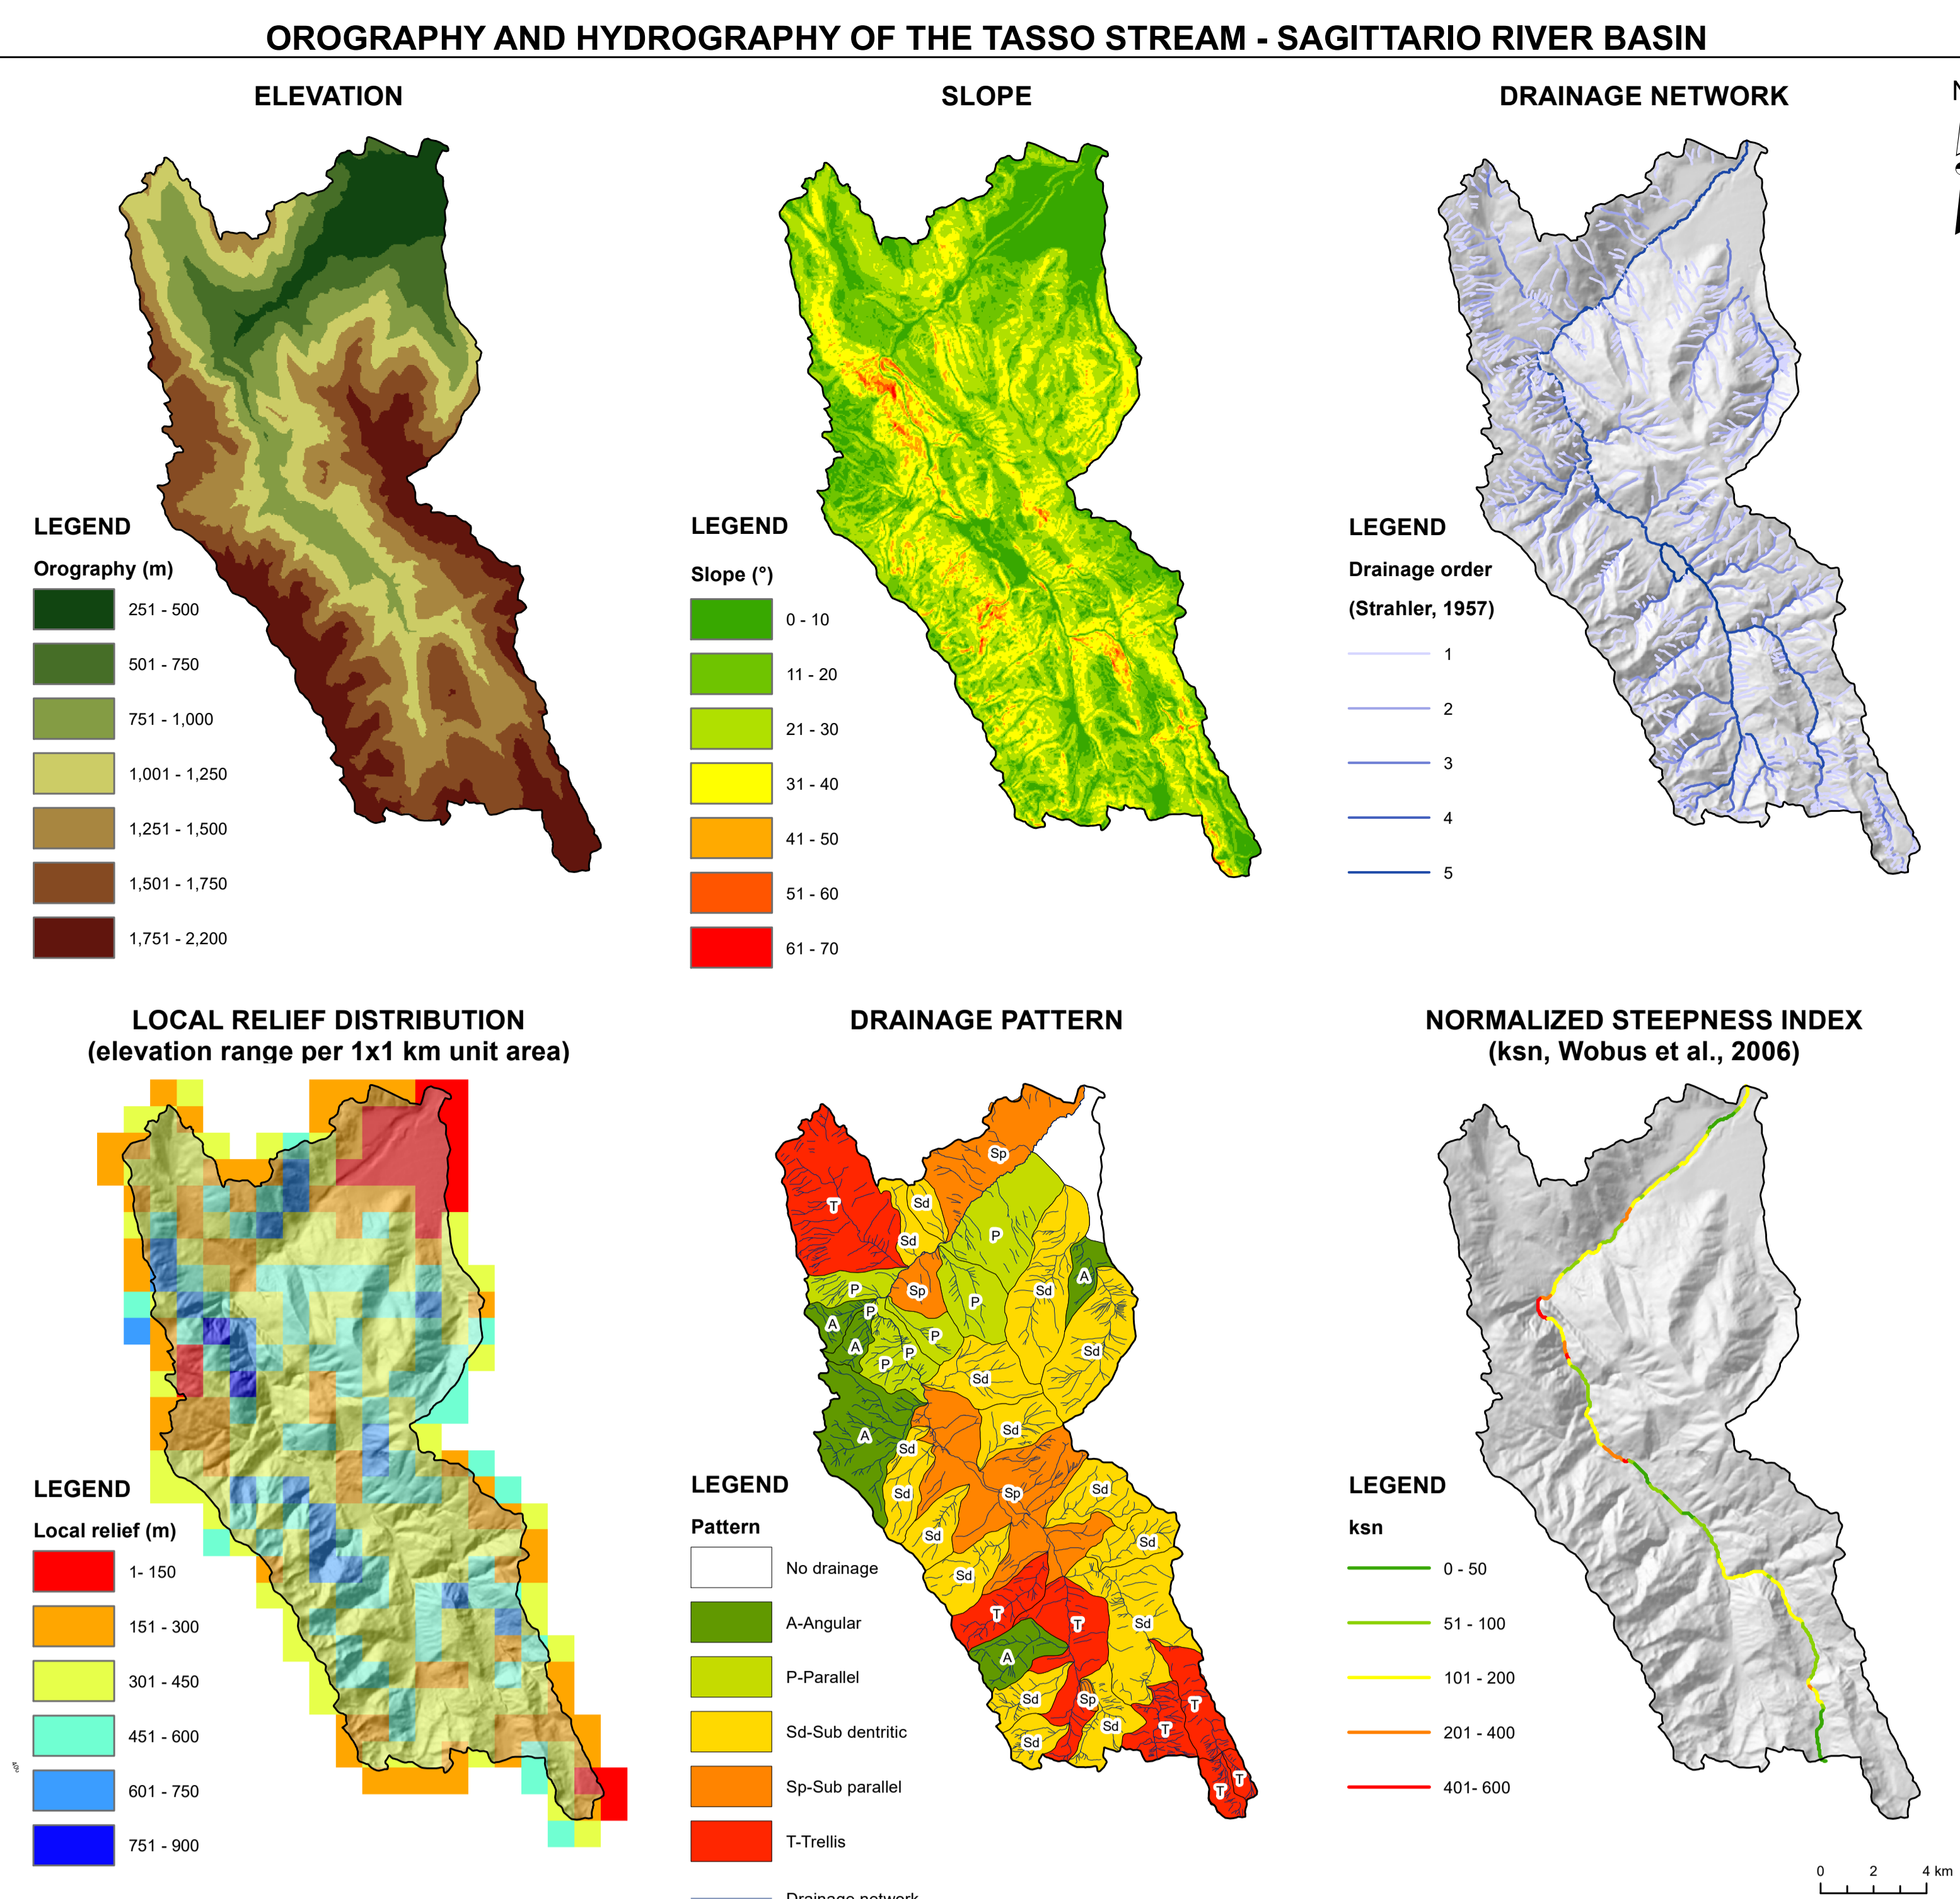 OROGRAPHY AND HYDROGRAPHY OF THE TASSO STREAM - SAGITTARIO RIVER BASIN
ELEVATION
SLOPE
DRAINAGE NETWORK
N
LEGEND
Orography (m)
251 - 500
501 - 750
751 - 1,000
1,001 - 1,250
1,251 - 1,500
1,501 - 1,750
1,751 - 2,200
LEGEND
Slope (°)
0 - 10
11 - 20
21 - 30
31 - 40
41 - 50
51 - 60
61 - 70
LEGEND
Drainage order
(Strahler, 1957)
1
2
3
4
5
LOCAL RELIEF DISTRIBUTION
(elevation range per 1x1 km unit area)
DRAINAGE PATTERN
NORMALIZED STEEPNESS INDEX
(ksn, Wobus et al., 2006)
LEGEND
Local relief (m)
1- 150
151 - 300
301 - 450
451 - 600
601 - 750
751 - 900
Sp
T
Sd
Sd
P
A
P
Sp
Sd
P
P
A
P
A
P
P
Sd
Sd
Sd
A
Sd
Sd
Sp
Sd
Sd
Sd
Sd
T
T
Sd
A
Sd
Sp
T
Sd
T
Sd
T
T
LEGEND
Pattern
No drainage
A-Angular
P-Parallel
Sd-Sub dentritic
Sp-Sub parallel
T-Trellis
Drainage network
LEGEND
ksn
0 - 50
51 - 100
101 - 200
201 - 400
401- 600
0 2 4 km